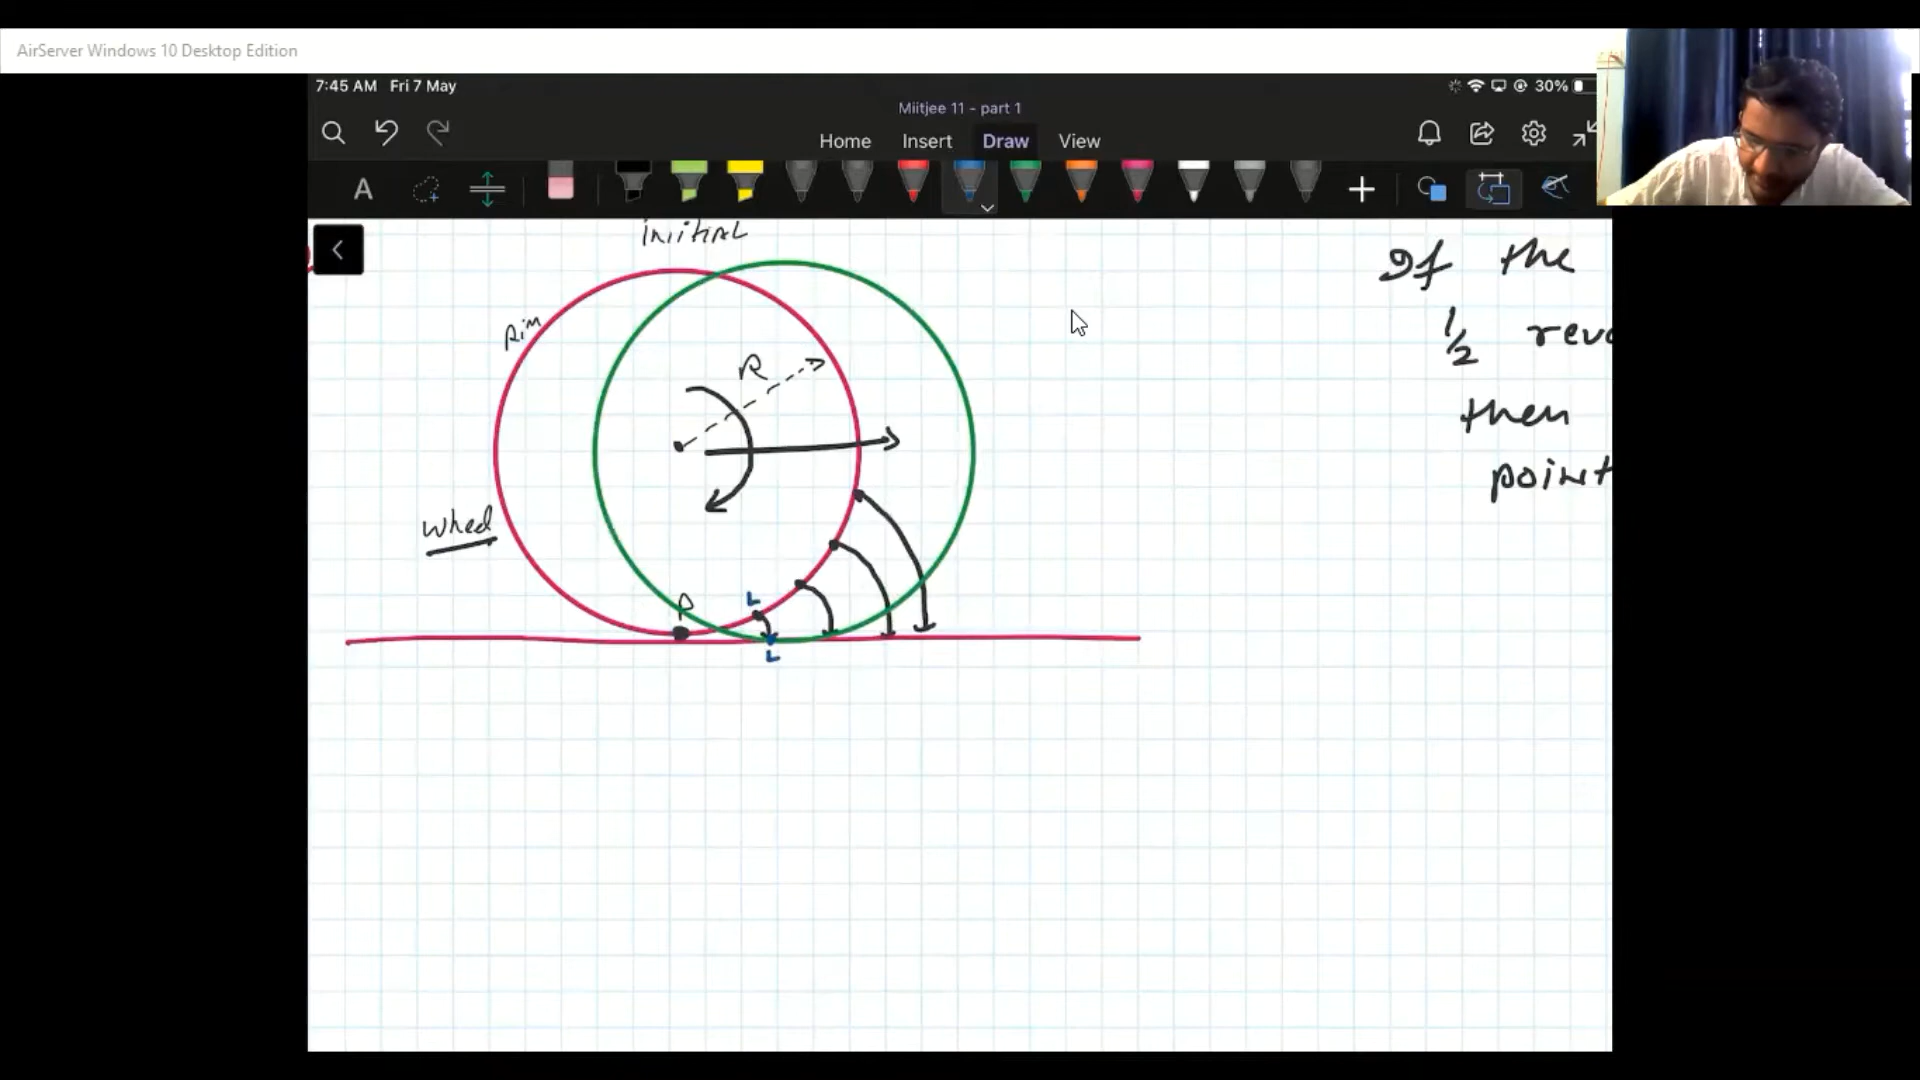 AirServer Windows 10 Desktop Edition
7:45 AM Fri 7 May
30%
Miitjee 11 - part 1
Home Insert Draw View
A
initial
If the
Rim
1/2 revo
R
then
point
wheel
P
L
L